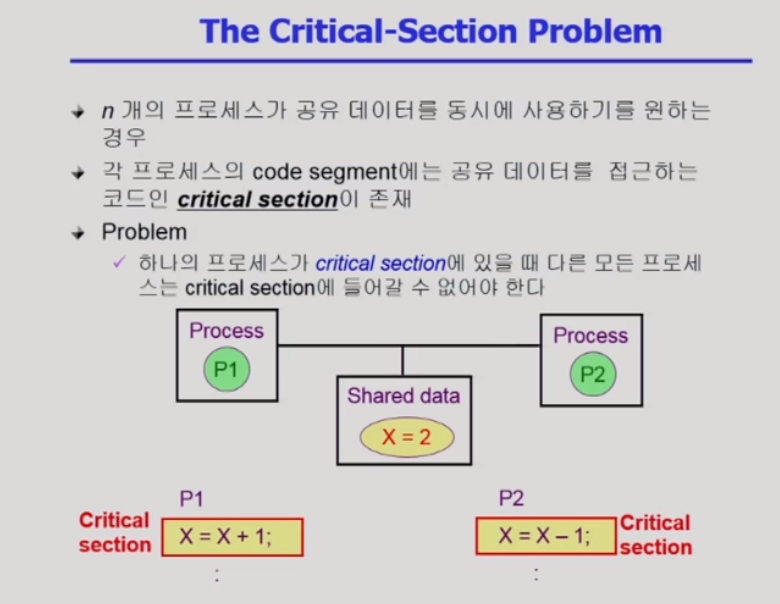 The Critical-Section Problem
n 개의 프로세스가 공유 데이터를 동시에 사용하기를 원하는
경우
각 프로세스의 code segment에는 공유 데이터를 접근하는
코드인 critical section이 존재
Problem
하나의 프로세스가 critical section에 있을 때 다른 모든 프로세
스는 critical section에 들어갈 수 없어야 한다
Process
P1
Process
P2
Shared data
X = 2
P1
Critical
section
X = X + 1;
:
P2
X = X – 1;
Critical
section
: